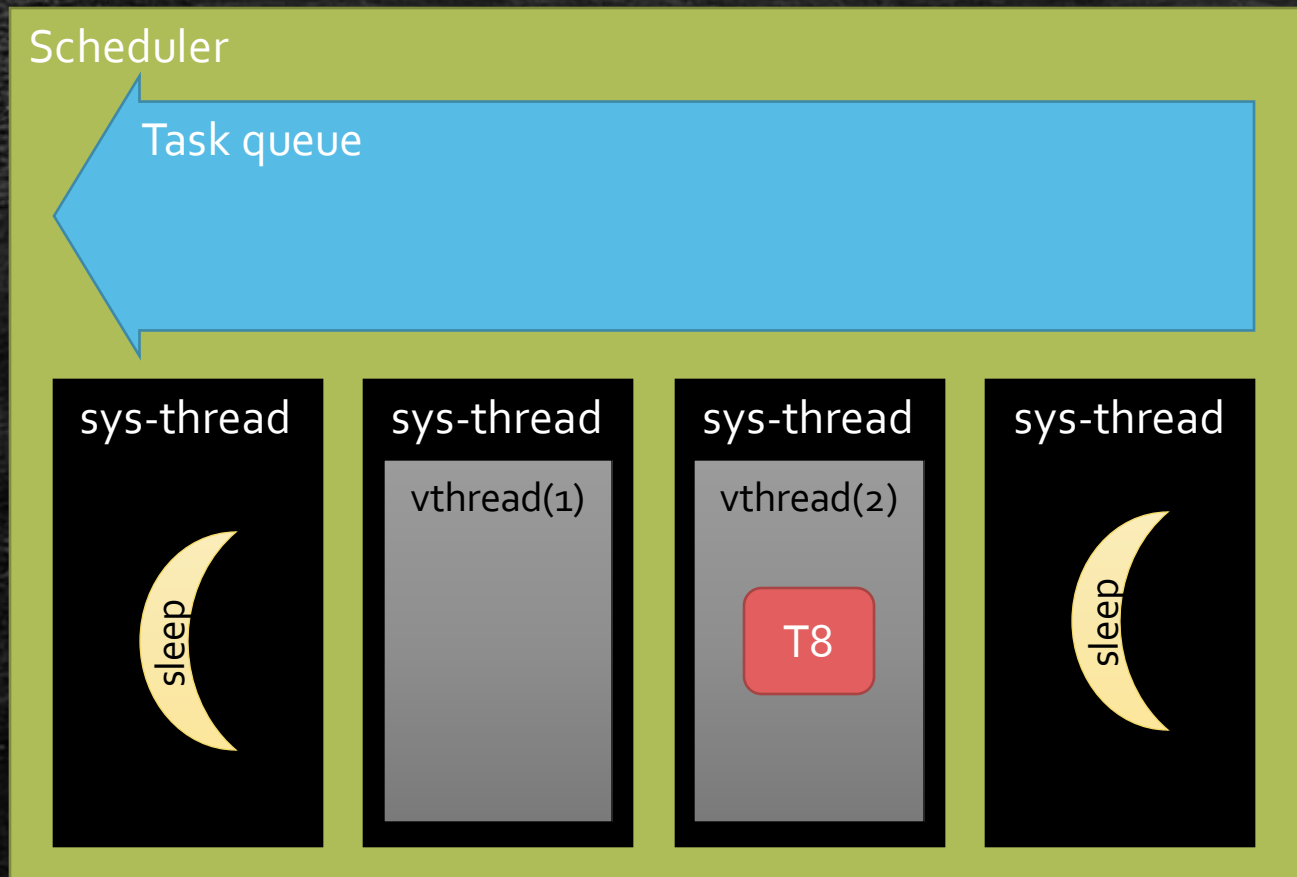 Scheduler
Task queue
sys-thread
sys-thread
sys-thread
sys-thread
vthread(1)
vthread(2)
sleep
T8
sleep